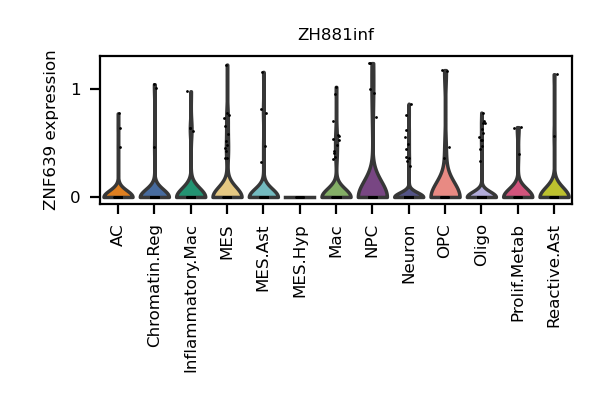 ZH881inf
ZNF639 expression
1
0
AC
Chromatin.Reg
Inflammatory.Mac
MES
MES.Ast
MES.Hyp
Mac
NPC
Neuron
OPC
Oligo
Prolif.Metab
Reactive.Ast